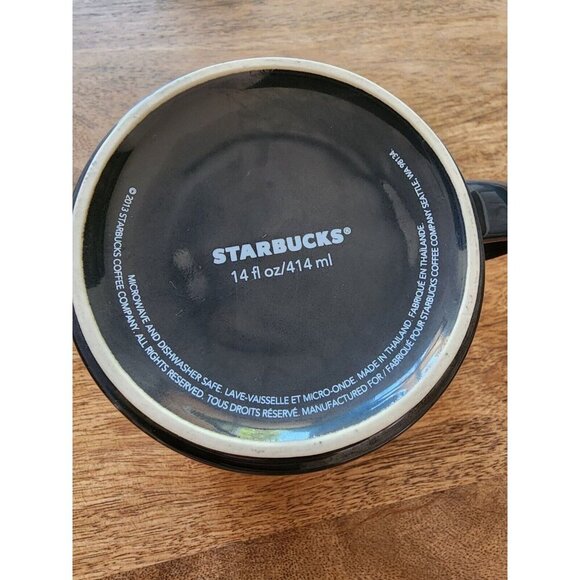 STARBUCKS®
14 fl oz/414 ml
MICROWAVE AND DISHWASHER SAFE. LAVE-VAISSELLE ET MICRO-ONDE. MADE IN THAILAND. FABRIQUÉ EN THAÏLANDE.
© 2013 STARBUCKS COFFEE COMPANY. ALL RIGHTS RESERVED. TOUS DROITS RÉSERVÉ. MANUFACTURED FOR / FABRIQUÉ POUR STARBUCKS COFFEE COMPANY SEATTLE, WA 98134